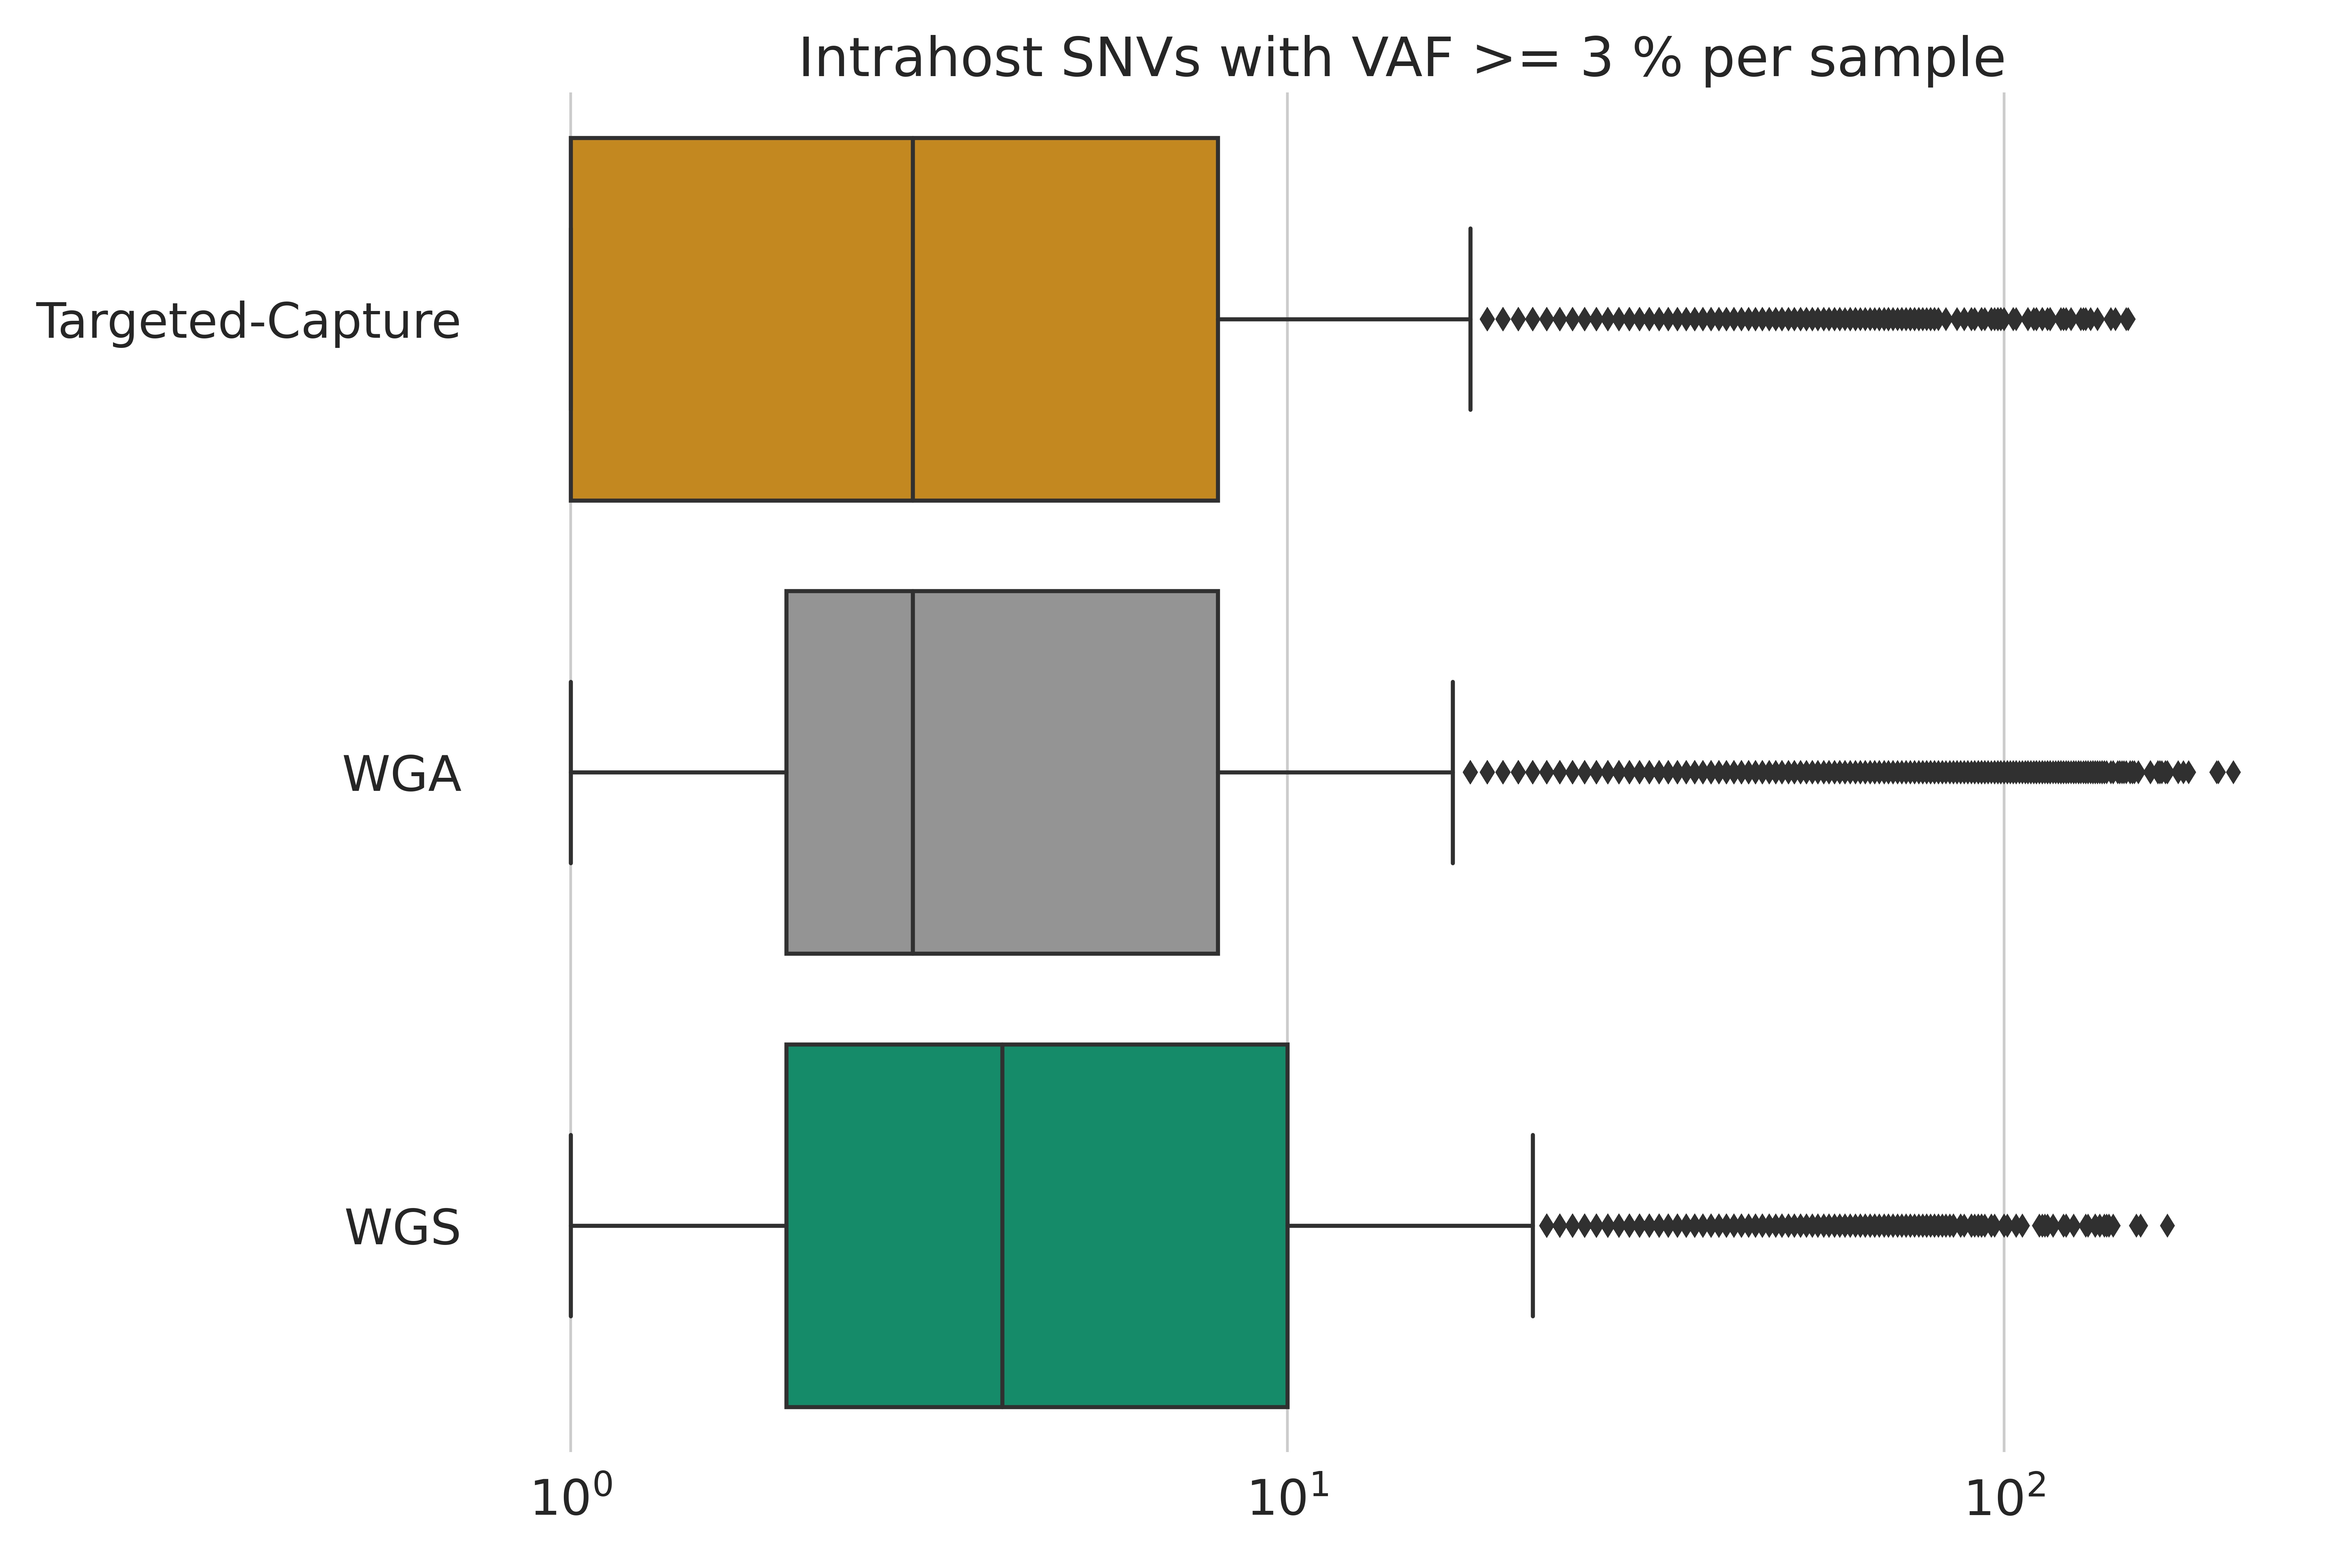 Intrahost SNVs with VAF >= 3 % per sample
Targeted-Capture
WGA
WGS
10⁰ 10¹ 10²